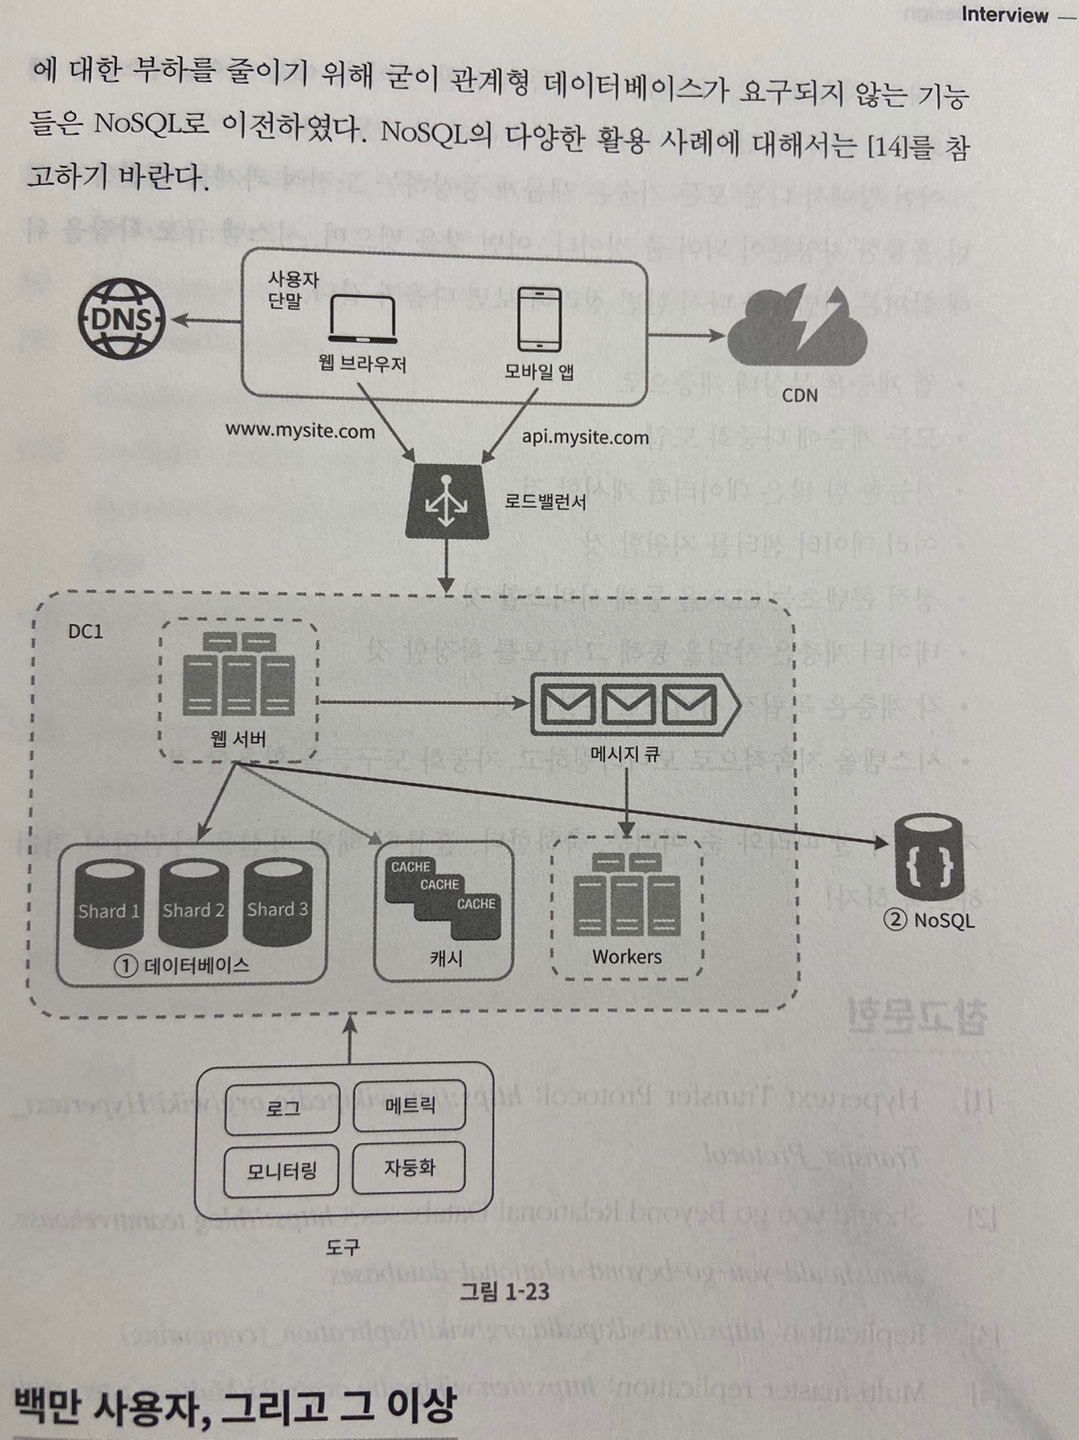 Interview
에 대한 부하를 줄이기 위해 굳이 관계형 데이터베이스가 요구되지 않는 기능
들은 NoSQL로 이전하였다. NoSQL의 다양한 활용 사례에 대해서는 [14]를 참
고하기 바란다.
사용자
단말
DNS
웹 브라우저
모바일 앱
CDN
www.mysite.com
api.mysite.com
로드밸런서
DC1
웹 서버
메시지 큐
Shard 1
Shard 2
Shard 3
① 데이터베이스
CACHE
CACHE
CACHE
캐시
Workers
② NoSQL
로그
메트릭
모니터링
자동화
도구
그림 1-23
백만 사용자, 그리고 그 이상